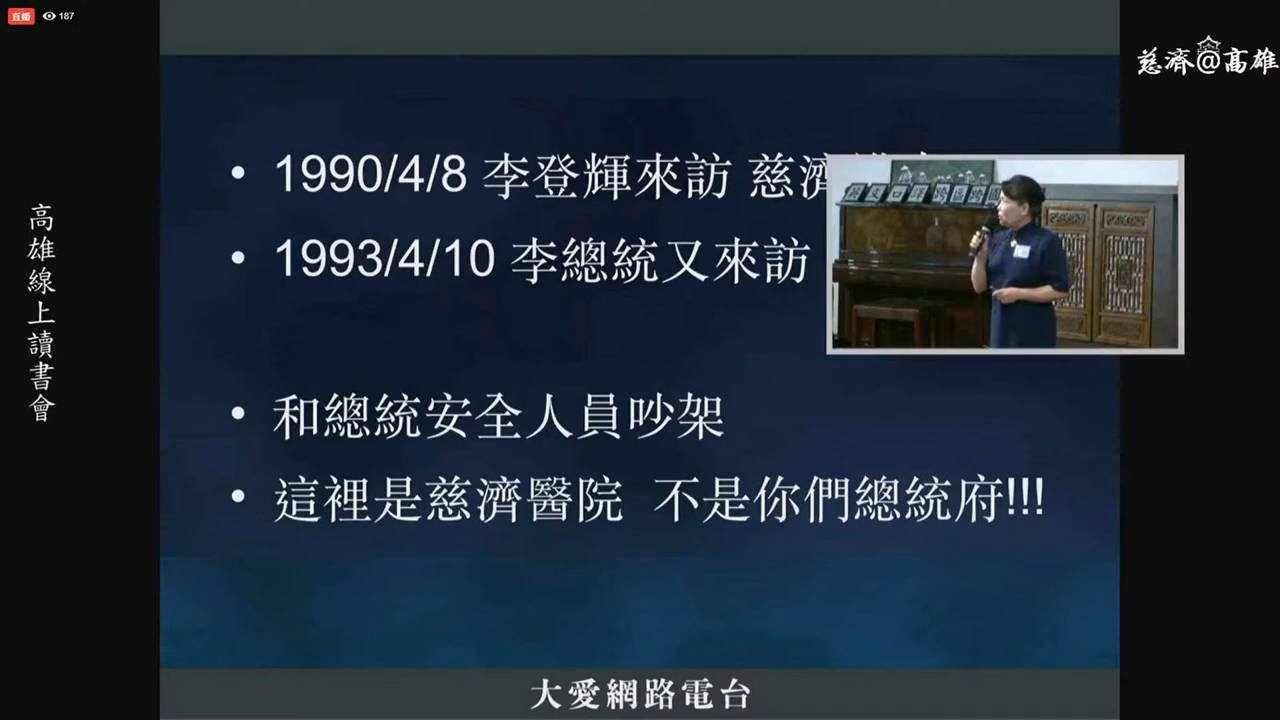 直播 187
慈濟@高雄
高雄線上讀書會
• 1990/4/8 李登輝來訪 慈濟
• 1993/4/10 李總統又來訪
• 和總統安全人員吵架
• 這裡是慈濟醫院 不是你們總統府!!!
大愛網路電台